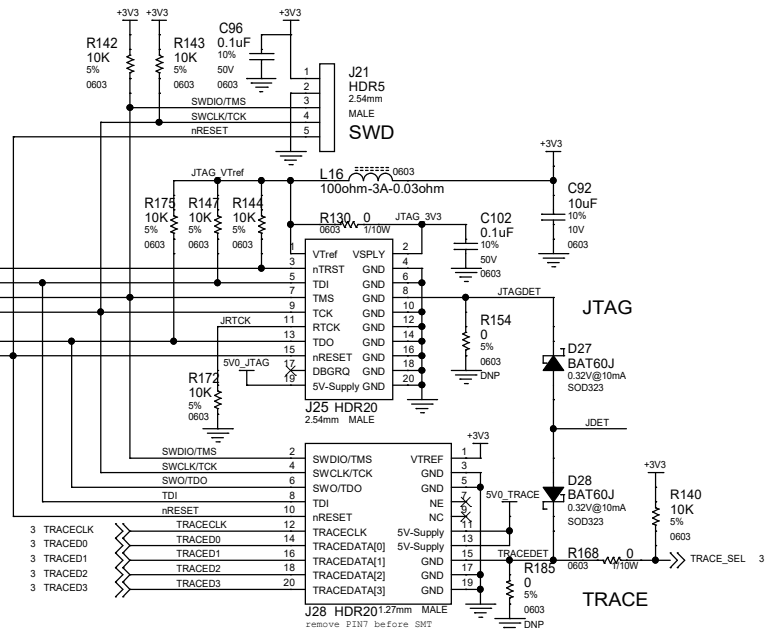 +3V3
+3V3
+3V3
C96
0.1uF
10%
50V
0603
R142
10K
5%
0603
R143
10K
5%
0603
1
2
3
4
5
SWDIO/TMS
SWCLK/TCK
nRESET
J21
HDR5
2.54mm
MALE
SWD
JTAG_VTref
L16
0603
100ohm-3A-0.03ohm
+3V3
C92
10uF
10%
10V
0603
R175
10K
5%
0603
R147
10K
5%
0603
R144
10K
5%
0603
R130
0
0603
1/10W
JTAG_3V3
C102
0.1uF
10%
50V
0603
1 VTref VSPLY 2
3 nTRST GND 4
5 TDI GND 6
7 TMS GND 8
9 TCK GND 10
11 RTCK GND 12
13 TDO GND 14
15 nRESET GND 16
17 DBGRQ GND 18
19 5V-Supply GND 20
JRTCK
5V0_JTAG
R172
10K
5%
0603
J25 HDR20
2.54mm MALE
JTAGDET
R154
0
5%
0603
DNP
JTAG
D27
BAT60J
0.32V@10mA
SOD323
JDET
D28
BAT60J
0.32V@10mA
SOD323
+3V3
SWDIO/TMS 2 SWDIO/TMS VTREF 1
SWCLK/TCK 4 SWCLK/TCK GND 3
SWO/TDO 6 SWO/TDO GND 5
TDI 8 TDI NE 7
nRESET 10 nRESET NC 9
3 TRACECLK TRACECLK 12 TRACECLK 5V-Supply 11
3 TRACED0 TRACED0 14 TRACEDATA[0] 5V-Supply 13
3 TRACED1 TRACED1 16 TRACEDATA[1] GND 15
3 TRACED2 TRACED2 18 TRACEDATA[2] GND 17
3 TRACED3 TRACED3 20 TRACEDATA[3] GND 19
5V0_TRACE
TRACEDET
+3V3
R140
10K
5%
0603
R168
0
0603
1/10W
TRACE_SEL 3
R185
0
5%
0603
DNP
TRACE
J28 HDR20 1.27mm MALE
remove PIN7 before SMT